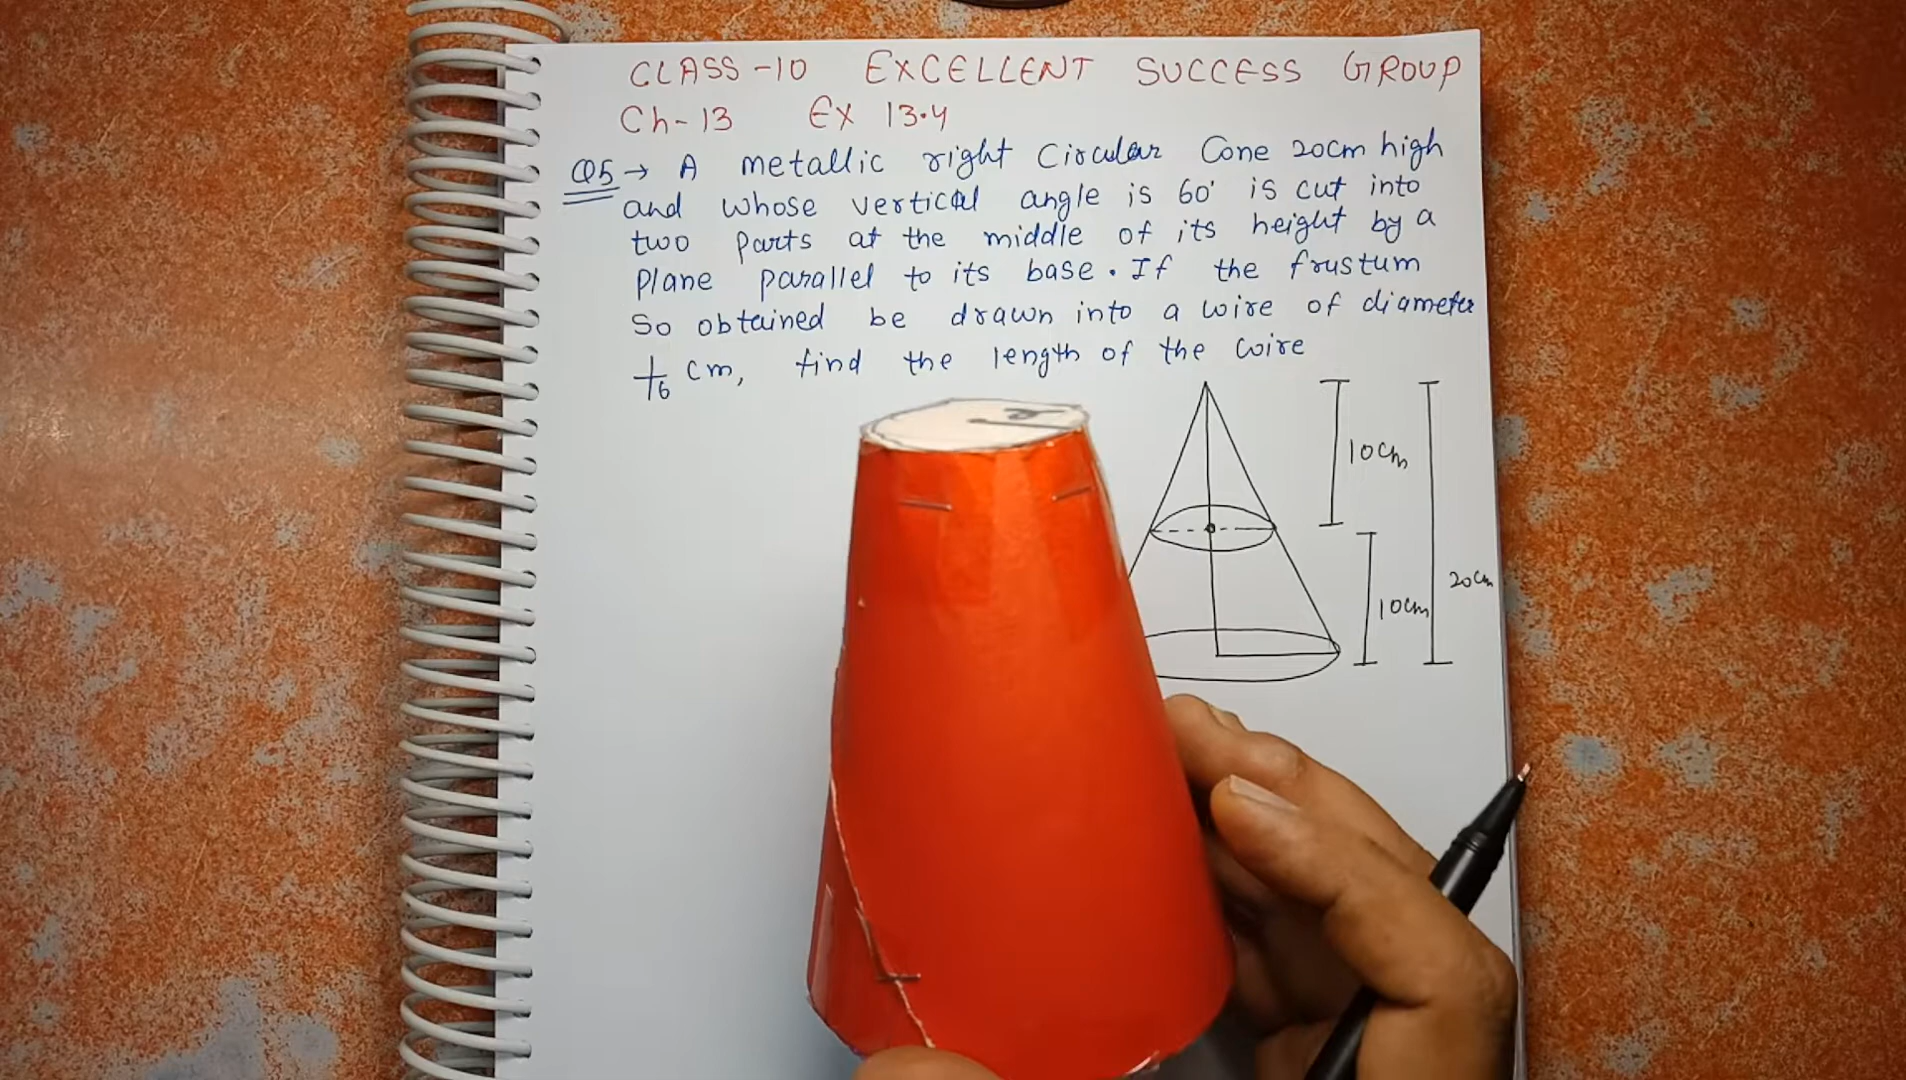 CLASS-10 EXCELLENT SUCCESS GROUP
Ch-13 Ex 13.4
Q5→ A metallic right Circular Cone 20cm high
and whose vertical angle is 60° is cut into
two parts at the middle of its height by a
plane parallel to its base. If the frustum
so obtained be drawn into a wire of diameter
1/16 cm, find the length of the wire
10cm
20cm
10cm